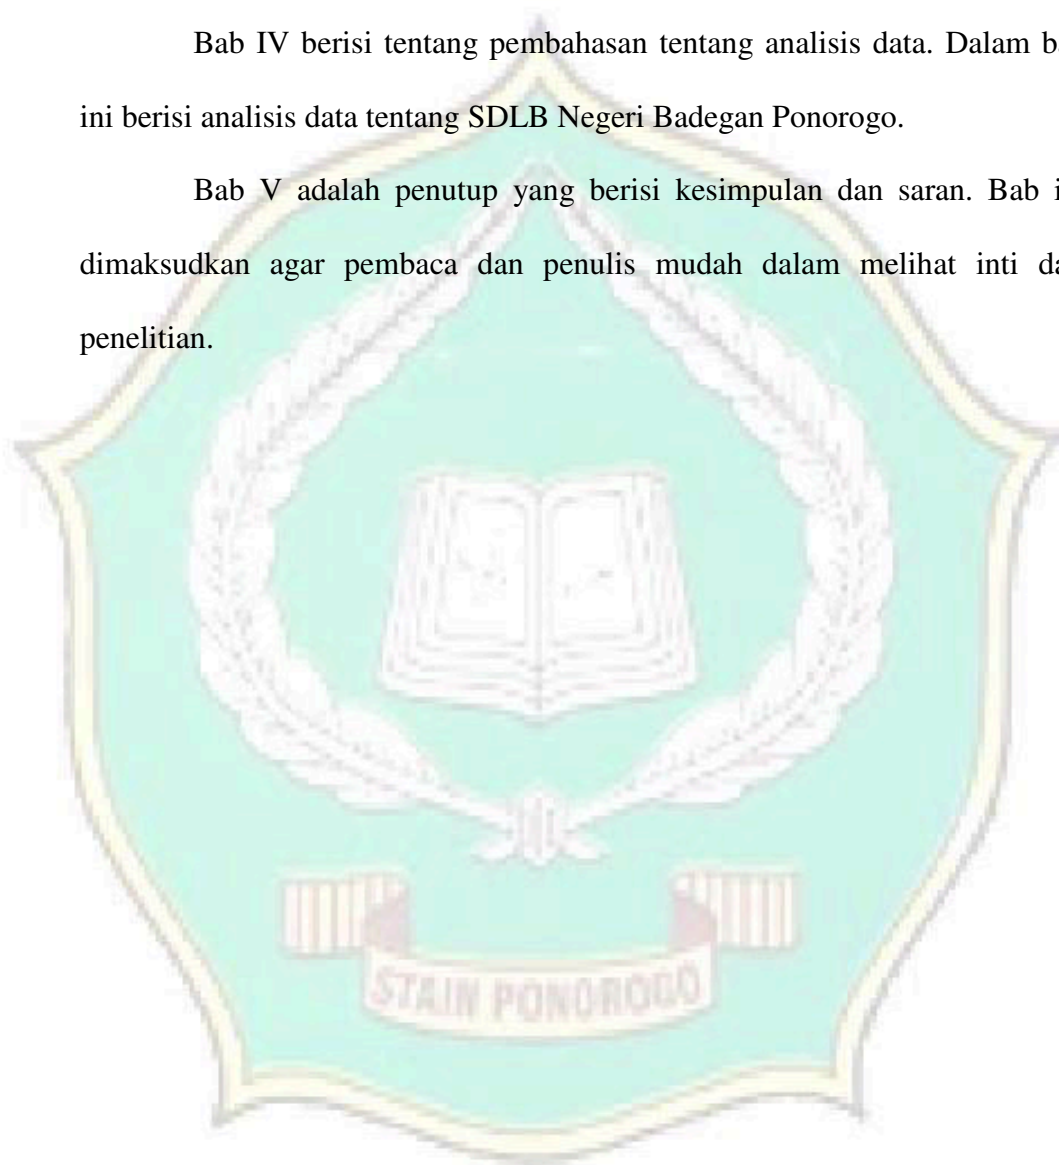 Bab IV berisi tentang pembahasan tentang analisis data. Dalam
ini berisi analisis data tentang SDLB Negeri Badegan Ponorogo.
Bab V adalah penutup yang berisi kesimpulan dan saran. Bab
dimaksudkan agar pembaca dan penulis mudah dalam melihat inti
penelitian.
STAIN PONOROGO